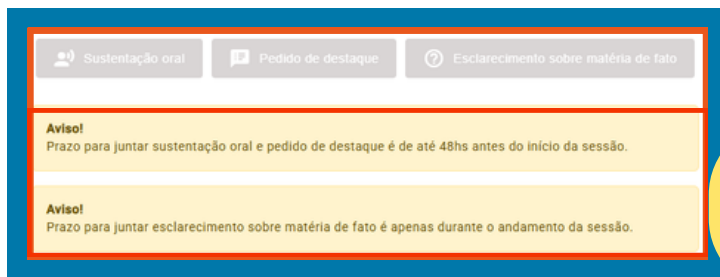 Sustentação oral
Pedido de destaque
Esclarecimento sobre matéria de fato
Aviso!
Prazo para juntar sustentação oral e pedido de destaque é de até 48hs antes do início da sessão.
Aviso!
Prazo para juntar esclarecimento sobre matéria de fato é apenas durante o andamento da sessão.